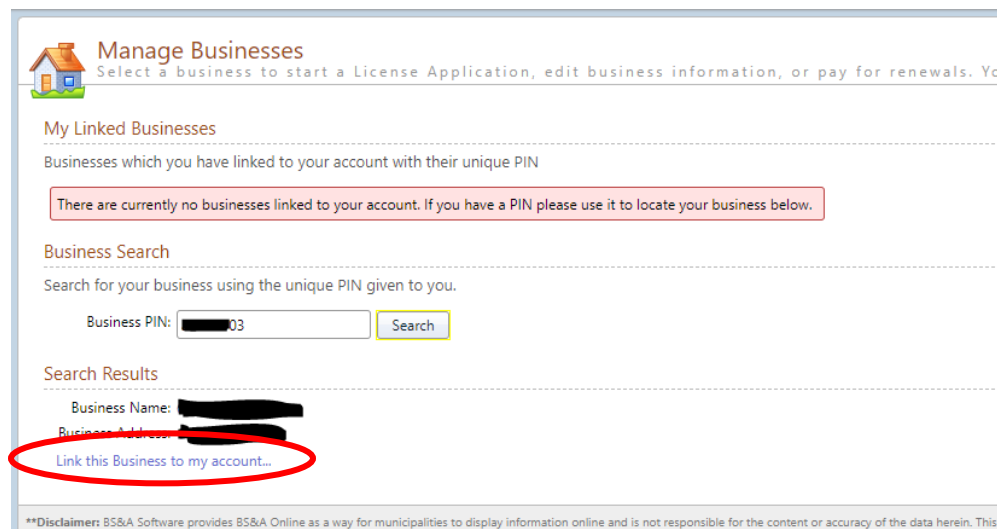 Manage Businesses
Select a business to start a License Application, edit business information, or pay for renewals. Yo
My Linked Businesses
Businesses which you have linked to your account with their unique PIN
There are currently no businesses linked to your account. If you have a PIN please use it to locate your business below.
Business Search
Search for your business using the unique PIN given to you.
Business PIN: 03 Search
Search Results
Business Name:
Business Address:
Link this Business to my account...
**Disclaimer: BS&A Software provides BS&A Online as a way for municipalities to display information online and is not responsible for the content or accuracy of the data herein. This